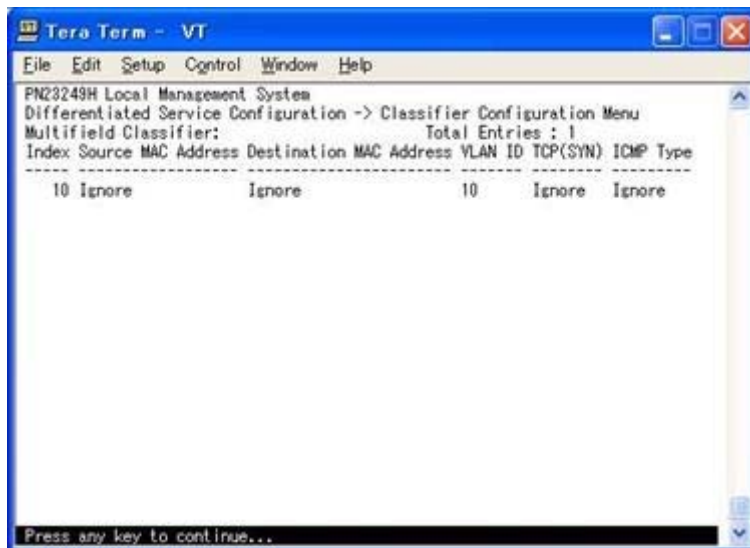 Tera Term - VT
File Edit Setup Control Window Help
PN23249H Local Management System
Differentiated Service Configuration -> Classifier Configuration Menu
Multifield Classifier: Total Entries : 1
Index Source MAC Address Destination MAC Address VLAN ID TCP(SYN) ICMP Type
----- ------------------ ----------------------- ------- -------- ---------
10 Ignore Ignore 10 Ignore Ignore
Press any key to continue...